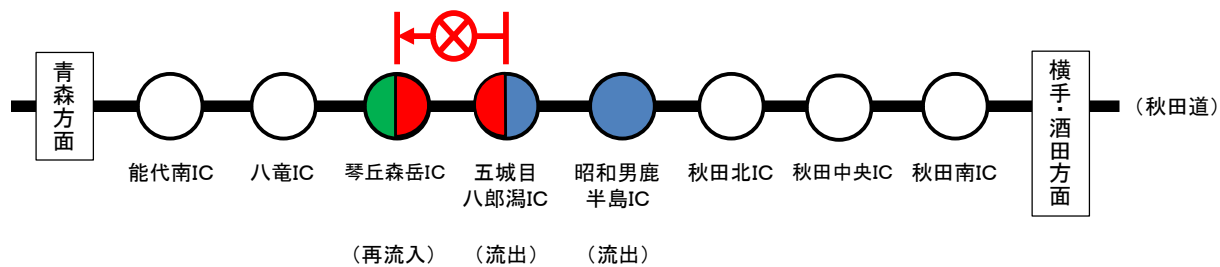 青森方面
能代南IC
八竜IC
琴丘森岳IC
五城目
八郎潟IC
昭和男鹿
半島IC
秋田北IC
秋田中央IC
秋田南IC
横手・酒田方面
（秋田道）
（再流入）
（流出）
（流出）